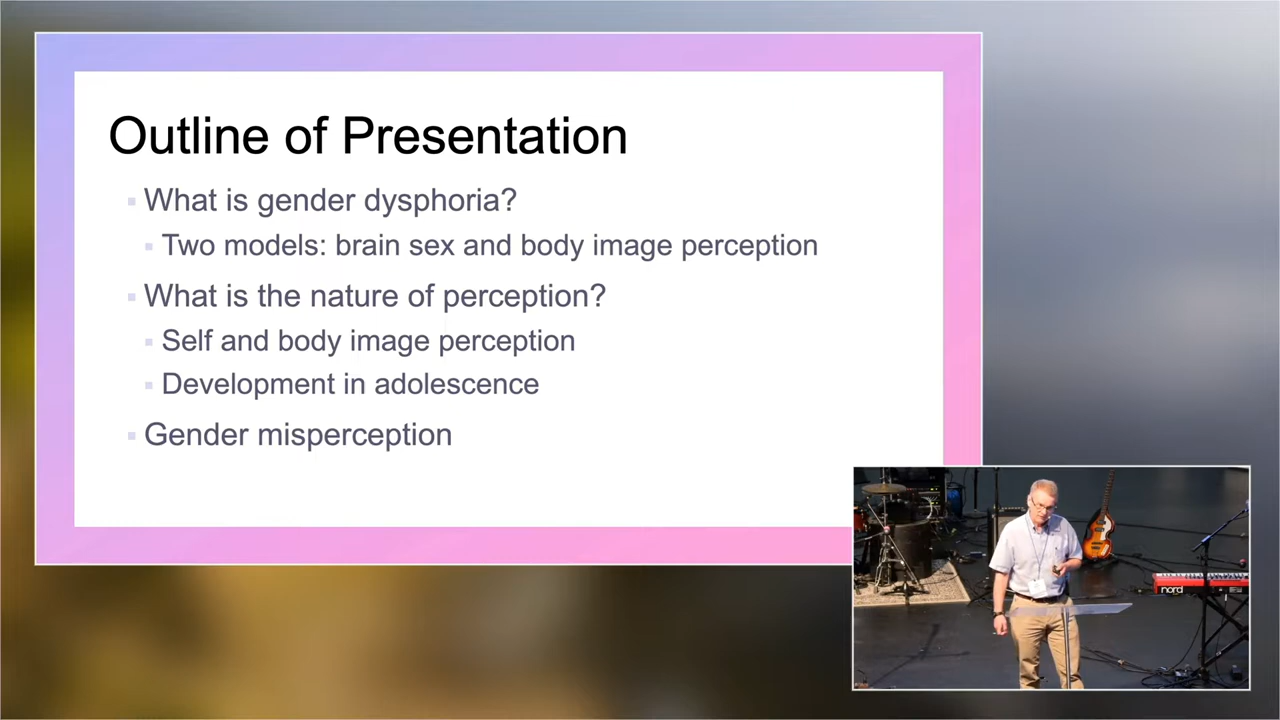 Outline of Presentation
What is gender dysphoria?
Two models: brain sex and body image perception
What is the nature of perception?
Self and body image perception
Development in adolescence
Gender misperception
nord